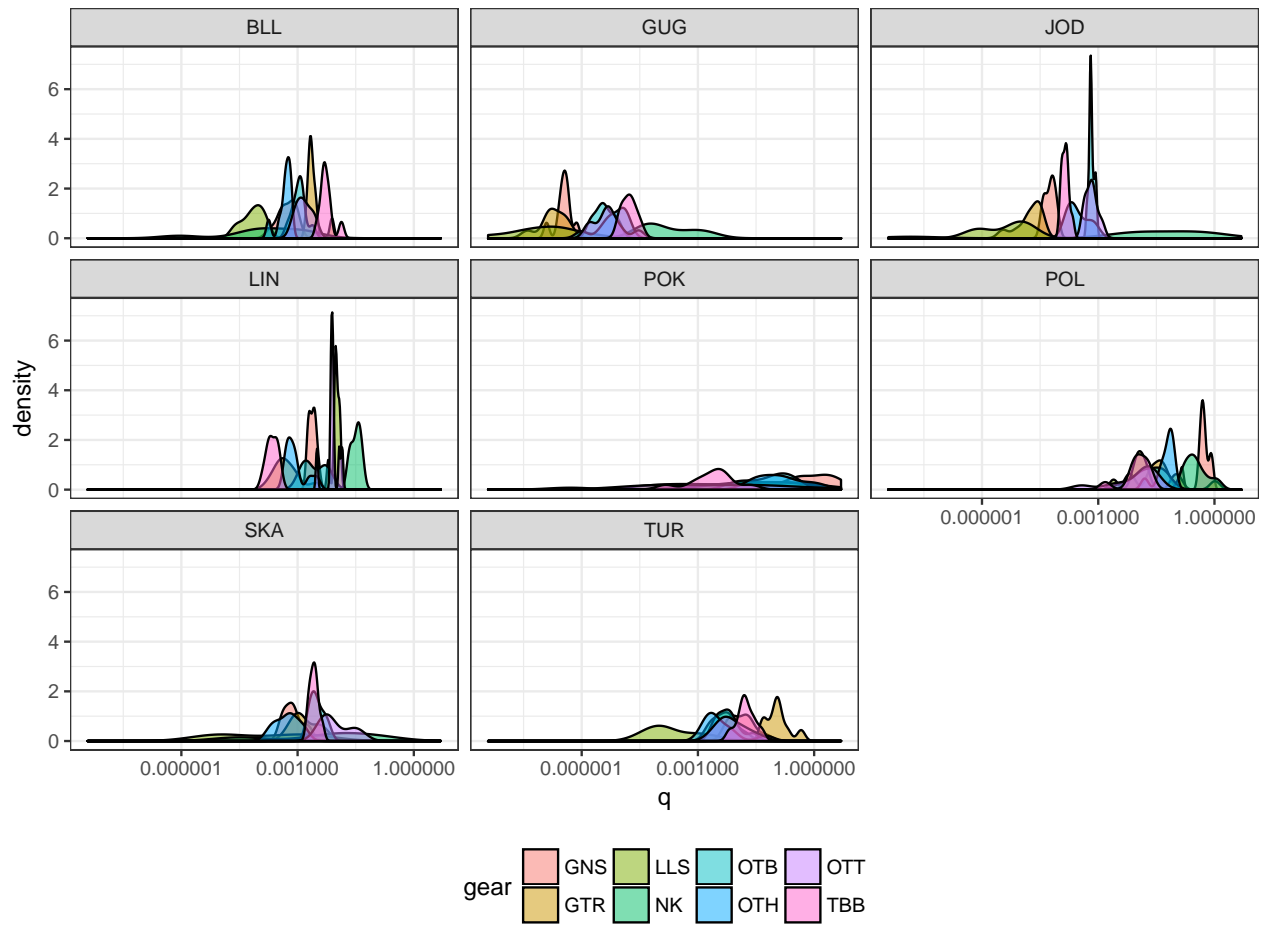 BLL GUG JOD
6
4
2
0
LIN POK POL
6
4
2
0
density
0.000001 0.001000 1.000000
SKA TUR
6
4
2
0
0.000001 0.001000 1.000000 0.000001 0.001000 1.000000
q
gear
GNS LLS OTB OTT
GTR NK OTH TBB